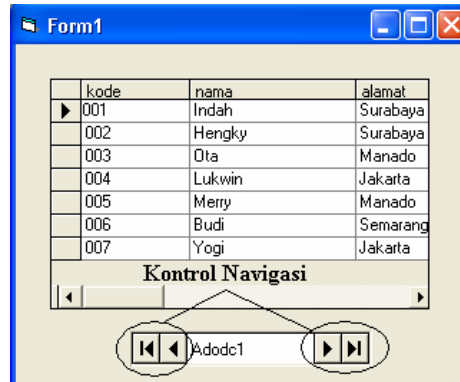 Form1
kode nama alamat
001 Indah Surabaya
002 Hengky Surabaya
003 Ota Manado
004 Lukwin Jakarta
005 Merry Manado
006 Budi Semarang
007 Yogi Jakarta
Kontrol Navigasi
Adodc1